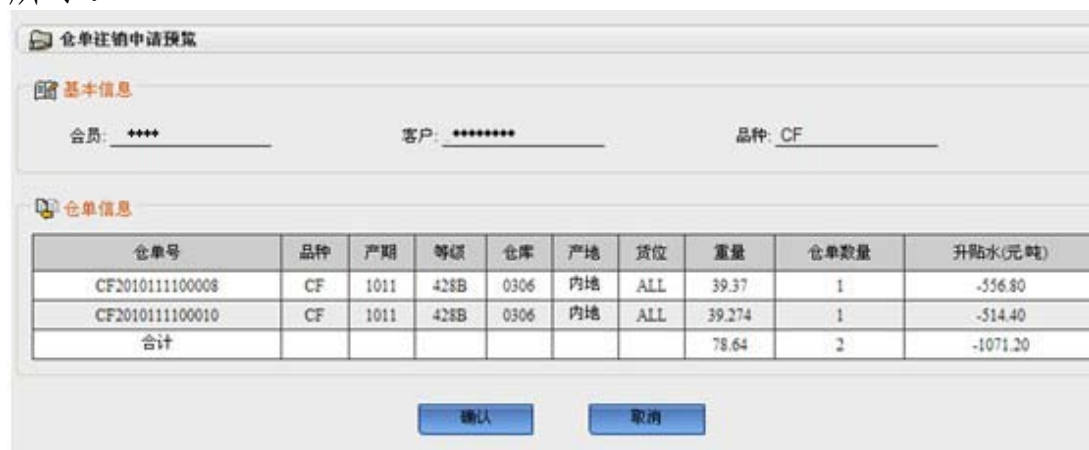 仓单注销申请预览
基本信息
会员: **** 客户: ******** 品种: CF
仓单信息
仓单号 品种 产期 等级 仓库 产地 货位 重量 仓单数量 升贴水(元/吨)
CF2010111100008 CF 1011 428B 0306 内地 ALL 39.37 1 -556.80
CF2010111100010 CF 1011 428B 0306 内地 ALL 39.274 1 -514.40
合计 78.64 2 -1071.20
确认 取消